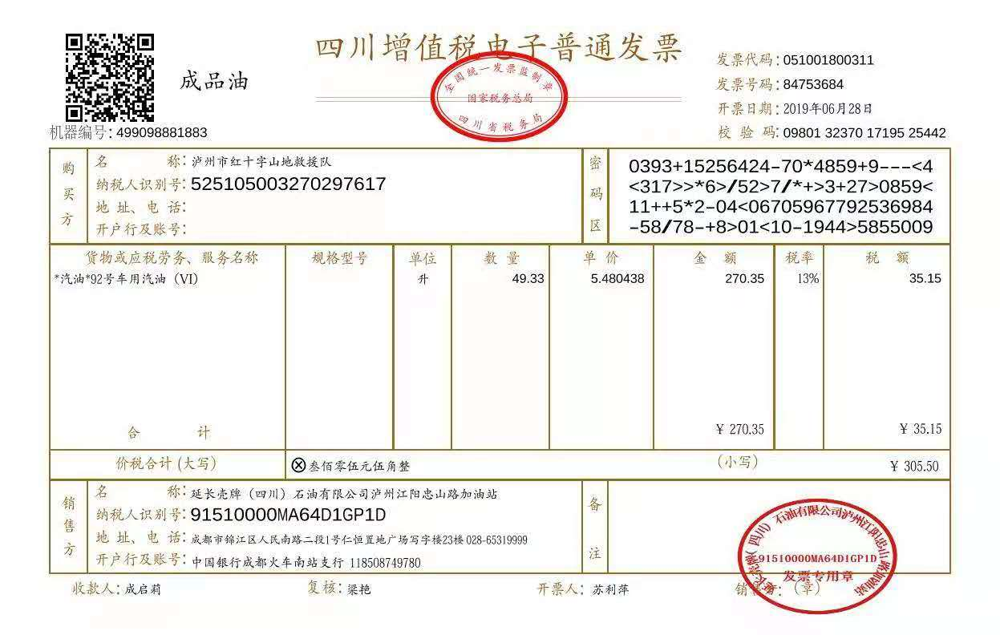 四川增值税电子普通发票
成品油
全国统一发票监制章
国家税务总局
四川省税务局
发票代码:051001800311
发票号码:84753684
开票日期:2019年06月28日
校验码:09801 32370 17195 25442
机器编号:499098881883
购买方
名称:泸州市红十字山地救援队
纳税人识别号:525105003270297617
地址、电话:
开户行及账号:
密码区
0393+15256424-70*4859+9---<4
<317>>*6>/52>7/*+>3+27>0859<
11++5*2-04<06705967792536984
-58/78-+8>01<10-1944>5855009
货物或应税劳务、服务名称 规格型号 单位 数量 单价 金额 税率 税额
*汽油*92号车用汽油（VI） 升 49.33 5.480438 270.35 13% 35.15
合计 ¥ 270.35 ¥ 35.15
价税合计(大写) ⊗叁佰零伍元伍角整 (小写) ¥ 305.50
销售方
名称:延长壳牌（四川）石油有限公司泸州江阳忠山路加油站
纳税人识别号:91510000MA64D1GP1D
地址、电话:成都市锦江区人民南路二段1号仁恒置地广场写字楼23楼 028-65319999
开户行及账号:中国银行成都火车南站支行 118508749780
备注
延长壳牌（四川）石油有限公司泸州江阳忠山路加油站
91510000MA64D1GP1D
发票专用章
收款人:成启莉 复核:梁艳 开票人:苏利萍 销售方:（章）